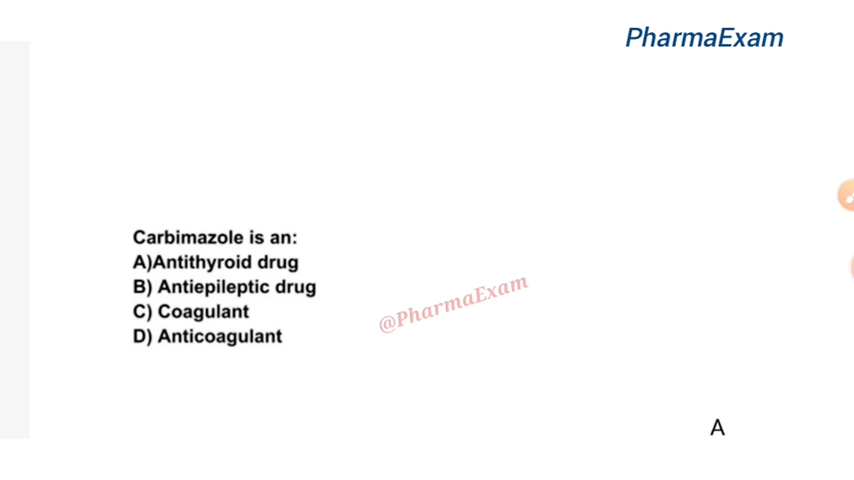 PharmaExam
Carbimazole is an:
A)Antithyroid drug
B) Antiepileptic drug
C) Coagulant
D) Anticoagulant
@PharmaExam
A